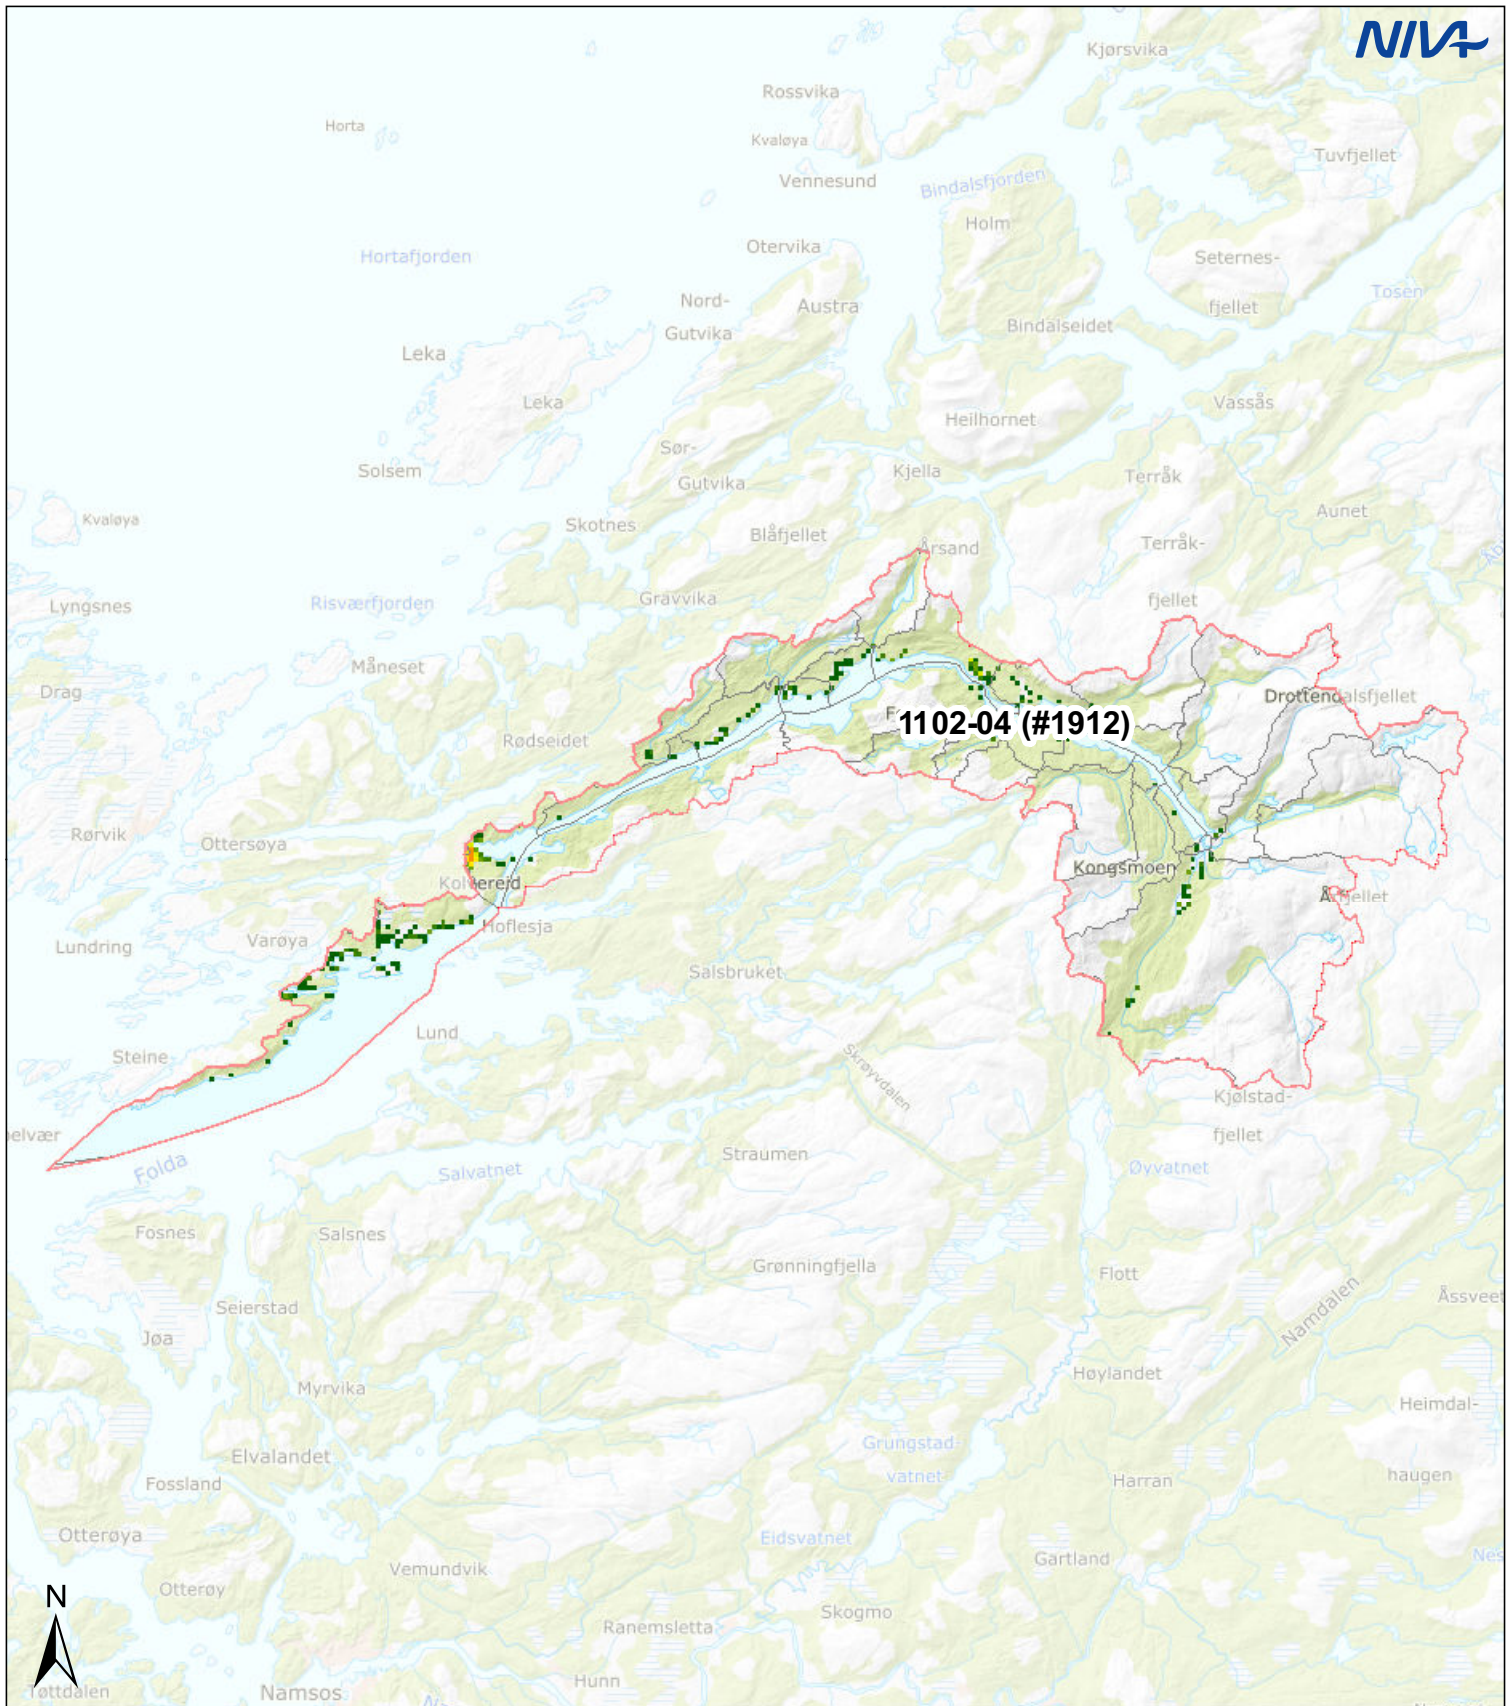 NIVA
Kjørsvika
Rossvika
Horta
Kvaløya
Tuvfjellet
Vennesund
Bindalsfjorden
Holm
Otervika
Hortafjorden
Seternes-
fjellet
Tosen
Nord-
Gutvika
Austra
Bindalseidet
Leka
Leka
Vassås
Heilhornet
Sør-
Gutvika
Solsem
Kjella
Terråk
Aunet
Kvaløya
Skotnes
Blåfjellet
Årsand
Terråk-
fjellet
Lyngsnes
Risværfjorden
Gravvika
Måneset
Drag
Drottendalsfjellet
1102-04 (#1912)
Rødseidet
Rørvik
Ottersøya
Kolvereid
Kongsmoen
Hoflesja
Varøya
Lundring
Salsbruket
Lund
Steine
Skrøyvdalen
Kjølstad-
fjellet
Straumen
Folda
Salvatnet
Øyvatnet
Fosnes
Salsnes
Grønningfjella
Flott
Seierstad
Namdalen
Jøa
Høylandet
Myrvika
Heimdal-
haugen
Grungstad-
vatnet
Elvalandet
Fossland
Harran
Otterøya
Eidsvatnet
Gartland
Vemundvik
Otterøy
Skogmo
Ranemsletta
N
Hunn
Tøttdalen
Namsos